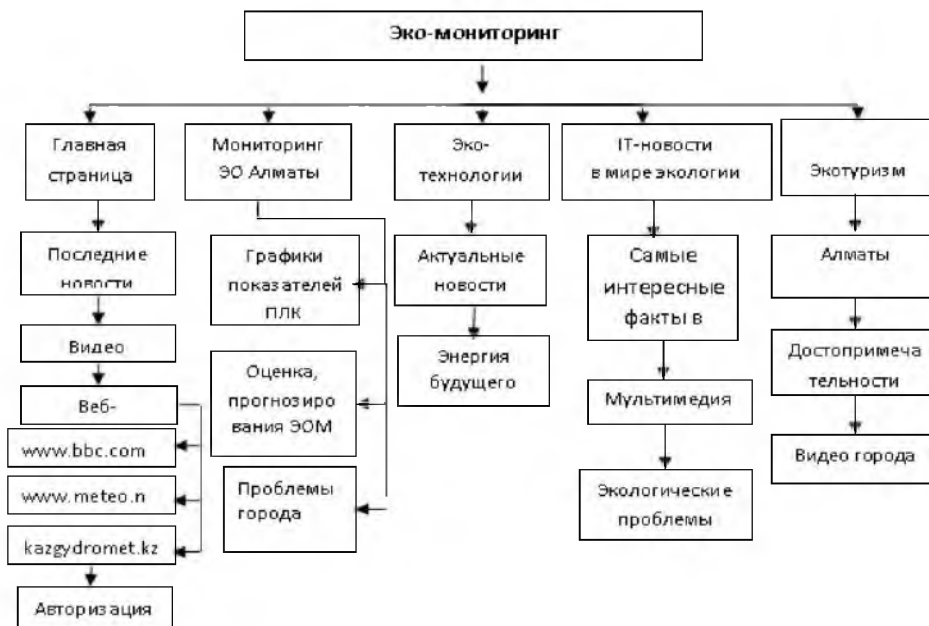 Эко-мониторинг
Главная
страница
Мониторинг
ЭО Алматы
Эко-
технологии
IT-новости
в мире экологии
Экотуризм
Последние
новости
Видео
Веб-
www.bbc.com
www.meteo.n
kazgydromet.kz
Авторизация
Графики
показателей
ПЛК
Оценка,
прогнозиро
вания ЭОМ
Проблемы
города
Актуальные
новости
Энергия
будущего
Самые
интересные
факты в
Мультимедия
Экологические
проблемы
Алматы
Достопримеча
тельности
Видео города